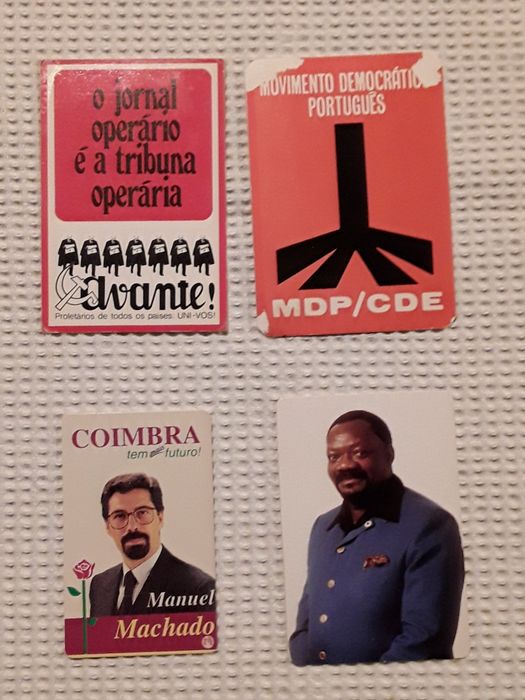 o jornal
operário
é a tribuna
operária
avante!
Proletários de todos os países: UNI-VOS!
MOVIMENTO DEMOCRÁTICO
PORTUGUÊS
MDP/CDE
COIMBRA
tem futuro!
Manuel
Machado